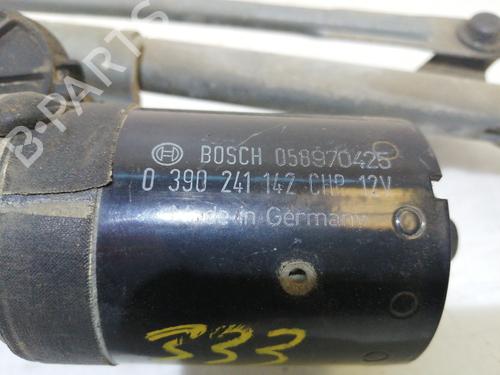 B-PARTS
BOSCH 058970425
0 390 241 142 CHP 12V
Made in Germany
333